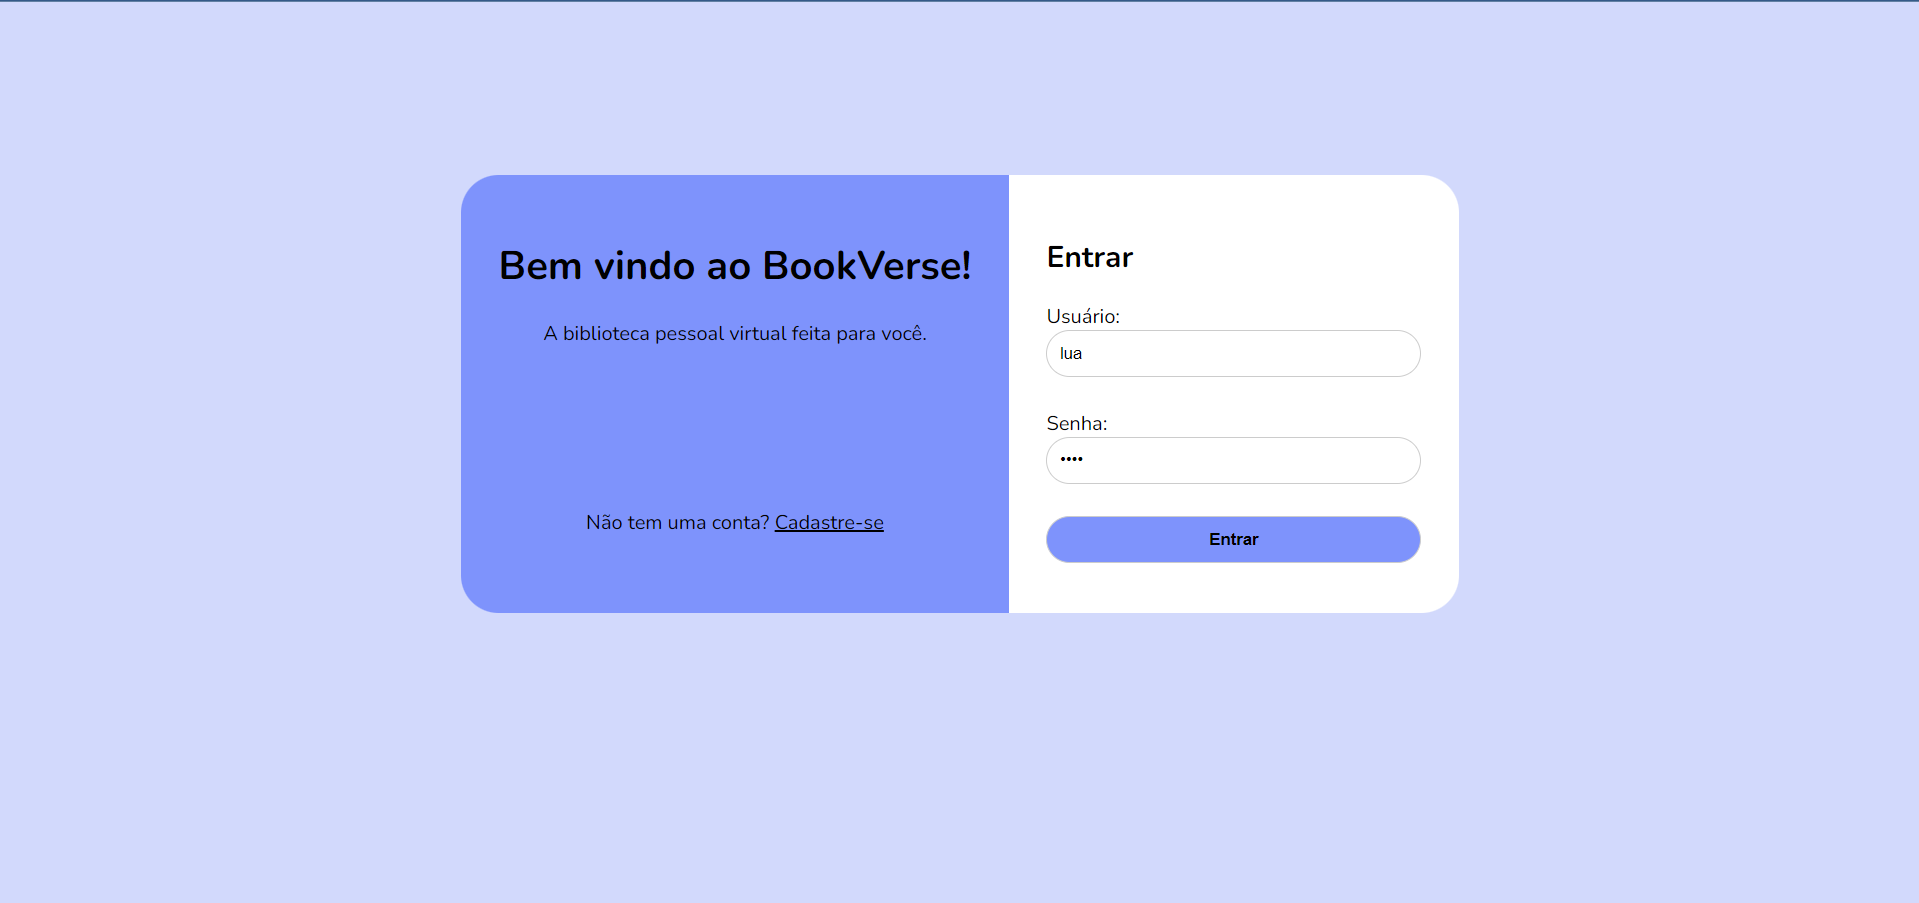 Bem vindo ao BookVerse!
A biblioteca pessoal virtual feita para você.
Não tem uma conta? Cadastre-se
Entrar
Usuário:
lua
Senha:
••••
Entrar